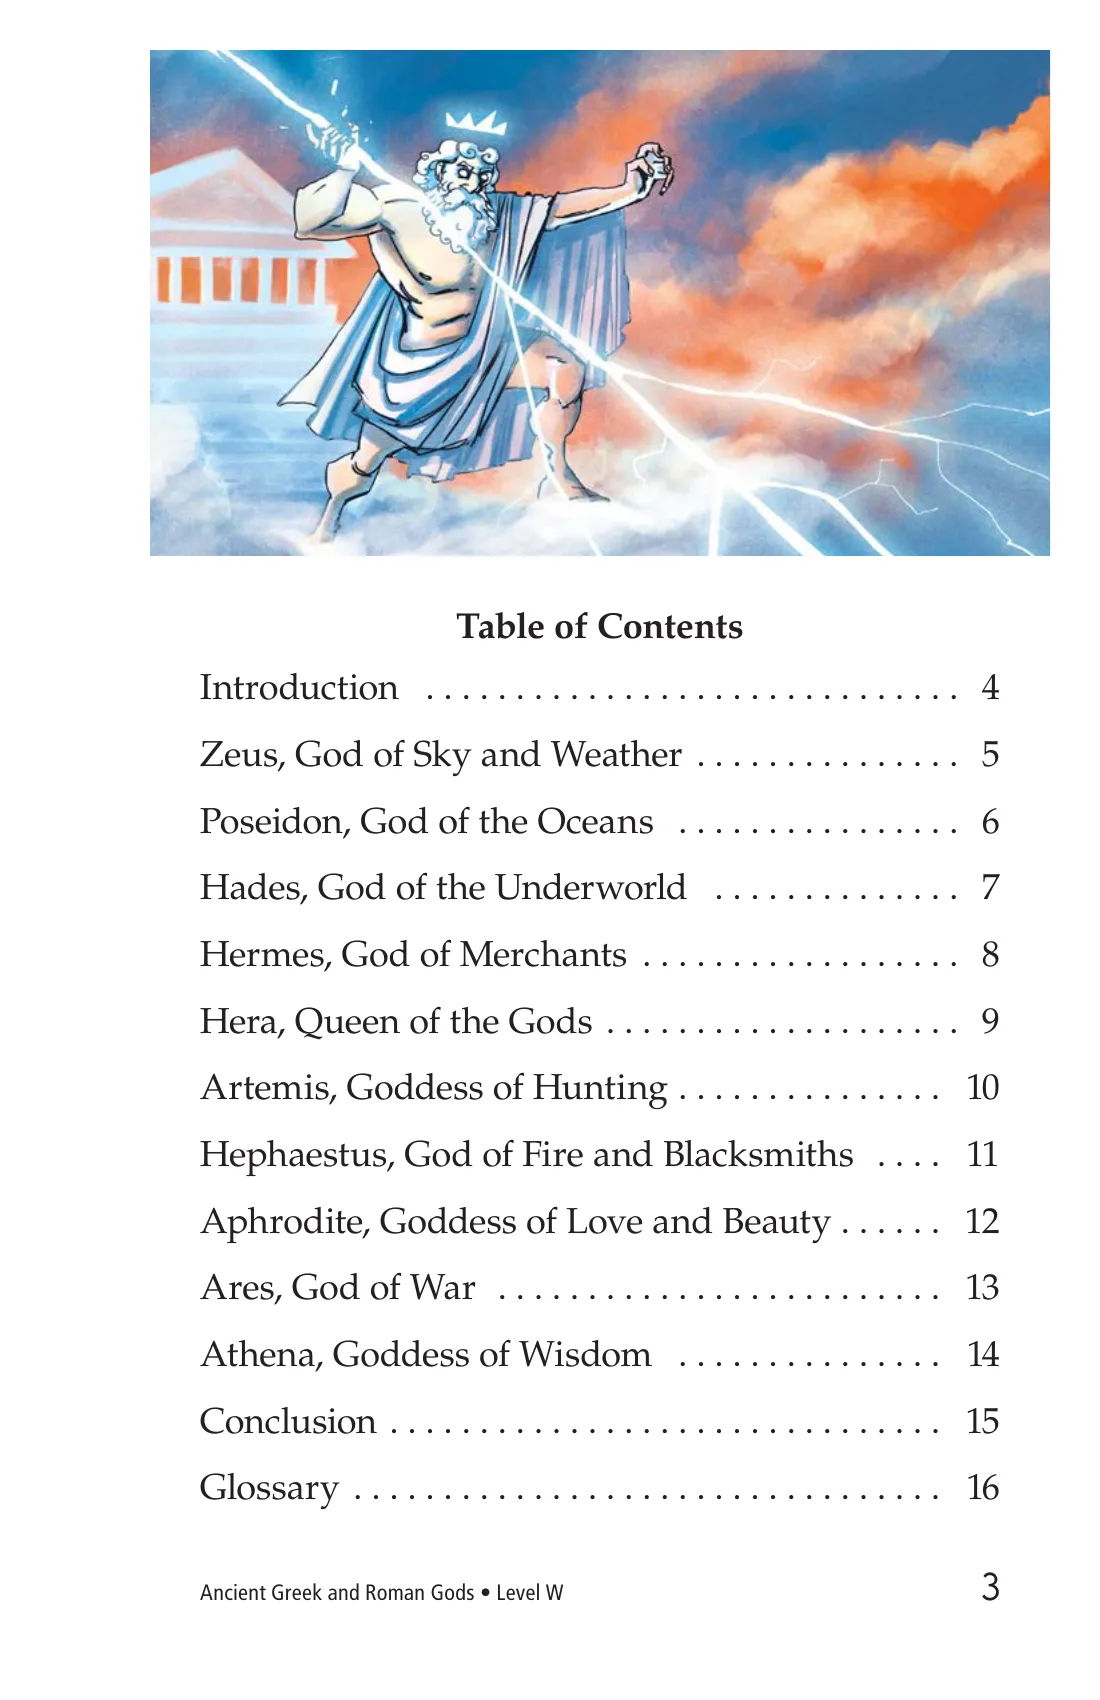 Table of Contents
Introduction . . . . . . . . . . . . . . . . . . . . . . . . . . . . . . 4
Zeus, God of Sky and Weather . . . . . . . . . . . . . . . 5
Poseidon, God of the Oceans . . . . . . . . . . . . . . . . 6
Hades, God of the Underworld . . . . . . . . . . . . . . 7
Hermes, God of Merchants . . . . . . . . . . . . . . . . . . 8
Hera, Queen of the Gods . . . . . . . . . . . . . . . . . . . . 9
Artemis, Goddess of Hunting . . . . . . . . . . . . . . . 10
Hephaestus, God of Fire and Blacksmiths . . . . 11
Aphrodite, Goddess of Love and Beauty . . . . . . 12
Ares, God of War . . . . . . . . . . . . . . . . . . . . . . . . . 13
Athena, Goddess of Wisdom . . . . . . . . . . . . . . . 14
Conclusion . . . . . . . . . . . . . . . . . . . . . . . . . . . . . . . 15
Glossary . . . . . . . . . . . . . . . . . . . . . . . . . . . . . . . . . 16
Ancient Greek and Roman Gods • Level W 3